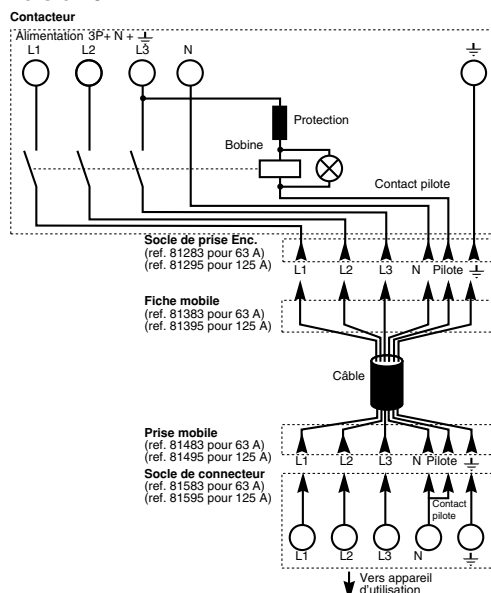 Contacteur
Alimentation 3P+ N +
L1 L2 L3 N
Protection
Bobine
Contact pilote
Socle de prise Enc.
(ref. 81283 pour 63 A)
(ref. 81295 pour 125 A)
L1 L2 L3 N Pilote
Fiche mobile
(ref. 81383 pour 63 A)
(ref. 81395 pour 125 A)
Câble
Prise mobile
(ref. 81483 pour 63 A)
(ref. 81495 pour 125 A)
L1 L2 L3 N Pilote
Socle de connecteur
(ref. 81583 pour 63 A)
(ref. 81595 pour 125 A)
Contact
pilote
L1 L2 L3 N
Vers appareil
d'utilisation